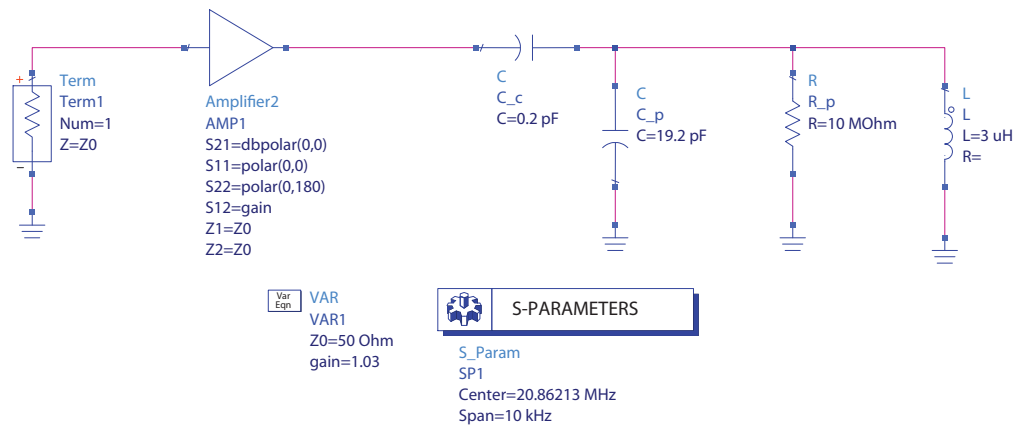 +
Term
Term1
Num=1
Z=Z0
−
Amplifier2
AMP1
S21=dbpolar(0,0)
S11=polar(0,0)
S22=polar(0,180)
S12=gain
Z1=Z0
Z2=Z0
C
C_c
C=0.2 pF
C
C_p
C=19.2 pF
R
R_p
R=10 MOhm
L
L
L=3 uH
R=
Var
Eqn
VAR
VAR1
Z0=50 Ohm
gain=1.03
S-PARAMETERS
S_Param
SP1
Center=20.86213 MHz
Span=10 kHz